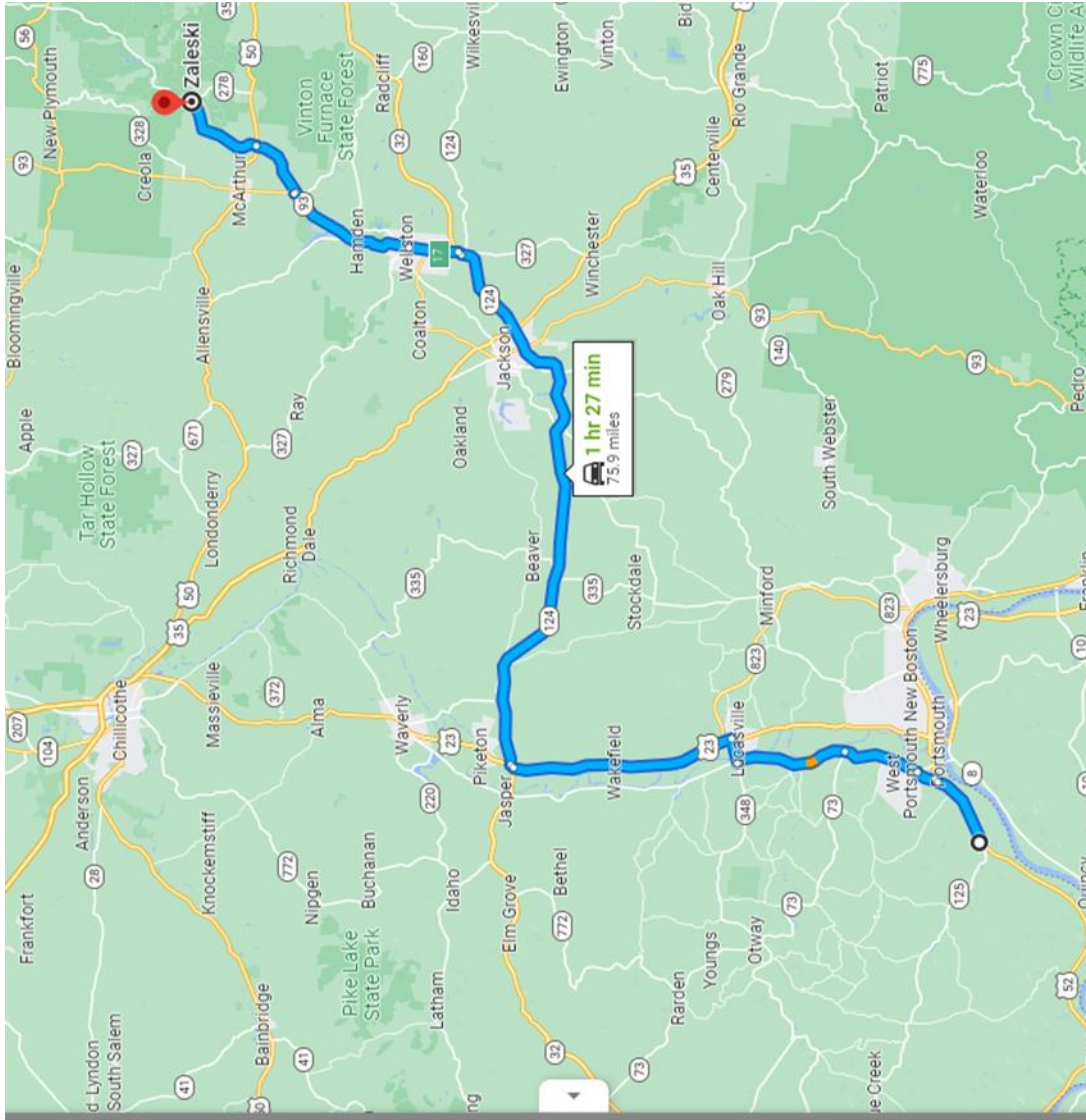 Frankfort
207
Apple
Bloomingville
93
56
New Plymouth
104
Anderson
28
Chillicothe
Tar Hollow
State Forest
327
Creola
328
Zaleski
South Salem
41
50
35
671
Londonderry
Allensville
McArthur
50
278
Knockemstiff
Massieville
372
772
Nipgen
Alma
Richmond
Dale
327
Ray
93
Vinton
Furnace
State Forest
Bainbridge
41
Pike Lake
State Park
Buchanan
Waverly
Hamden
Radcliff
32
160
Latham
Idaho
220
23
335
Coalton
Wellston
17
124
Wilkesvill
Elm Grove
Jasper
Piketon
Oakland
Jackson
124
327
Beaver
124
Winchester
Ewington
Vinton
32
772
Bethel
335
1 hr 27 min
75.9 miles
Wakefield
Stockdale
73
Rarden
Youngs
Otway
73
348
Lucasville
23
823
Minford
279
Oak Hill
93
140
Centerville
35
Rio Grande
73
South Webster
West
Portsmouth
New Boston
Portsmouth
823
Wheelersburg
23
125
8
52
93
Pedro
Patriot
775
Waterloo
Crown C
Wildlife A